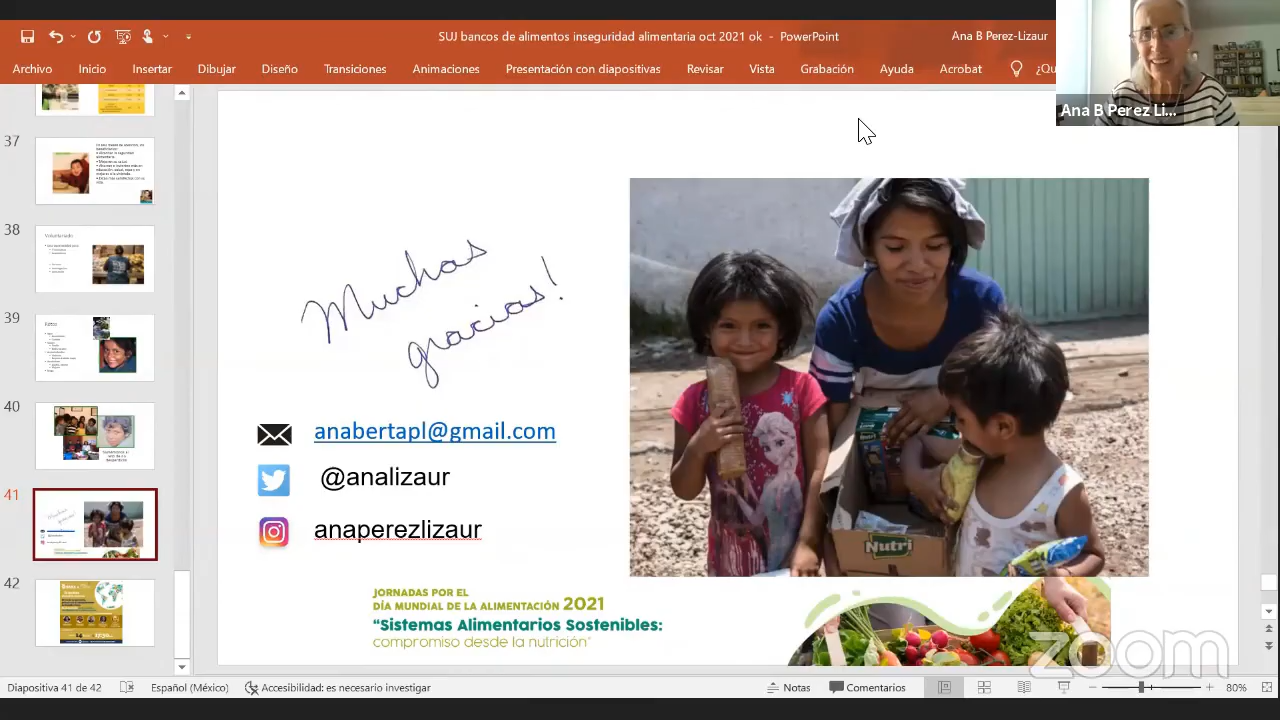 SUJ bancos de alimentos inseguridad alimentaria oct 2021 ok - PowerPoint
Ana B Perez-Lizaur
Archivo Inicio Insertar Dibujar Diseño Transiciones Animaciones Presentación con diapositivas Revisar Vista Grabación Ayuda Acrobat ¿Qu
Ana B Perez Li...
37
38
Voluntariado
39
40
41
42
Muchas
gracias!
anabertapl@gmail.com
@analizaur
anaperezlizaur
Nutri
JORNADAS POR EL
DÍA MUNDIAL DE LA ALIMENTACIÓN 2021
"Sistemas Alimentarios Sostenibles:
compromiso desde la nutrición"
zoom
Diapositiva 41 de 42 Español (México) Accesibilidad: es necesario investigar Notas Comentarios 80%